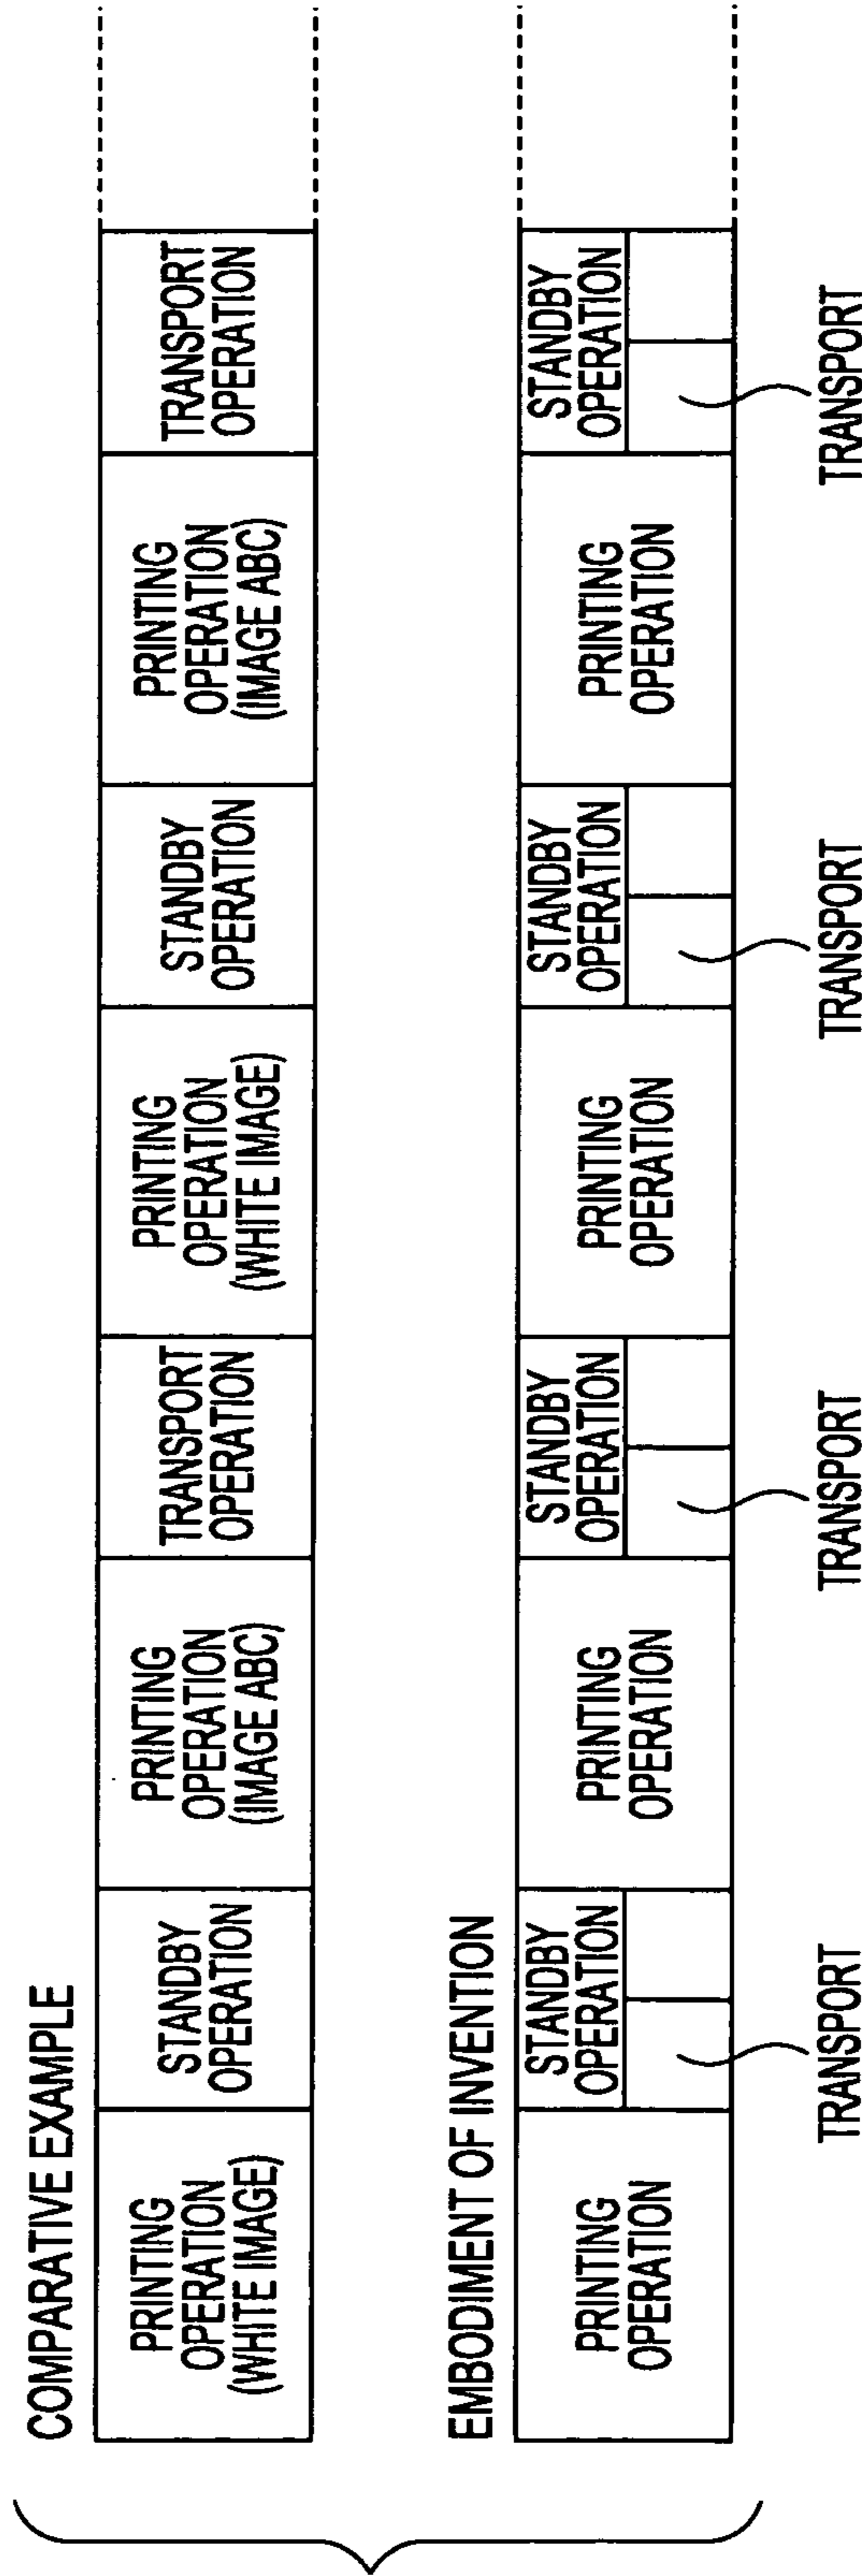 COMPARATIVE EXAMPLE
PRINTING
OPERATION
(WHITE IMAGE)
STANDBY
OPERATION
PRINTING
OPERATION
(IMAGE ABC)
TRANSPORT
OPERATION
PRINTING
OPERATION
(WHITE IMAGE)
STANDBY
OPERATION
PRINTING
OPERATION
(IMAGE ABC)
TRANSPORT
OPERATION
EMBODIMENT OF INVENTION
PRINTING
OPERATION
STANDBY
OPERATION
PRINTING
OPERATION
STANDBY
OPERATION
PRINTING
OPERATION
STANDBY
OPERATION
PRINTING
OPERATION
STANDBY
OPERATION
TRANSPORT
TRANSPORT
TRANSPORT
TRANSPORT